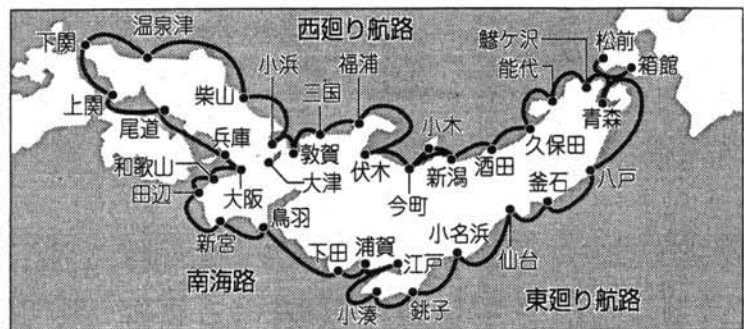 西廻り航路
下関
温泉津
小浜
福浦
三国
鰺ケ沢
松前
能代
箱館
上関
柴山
尾道
兵庫
敦賀
小木
青森
和歌山
大津
伏木
新潟
酒田
久保田
八戸
田辺
大阪
今町
釜石
鳥羽
新宮
下田
浦賀
江戸
小名浜
仙台
南海路
小湊
銚子
東廻り航路